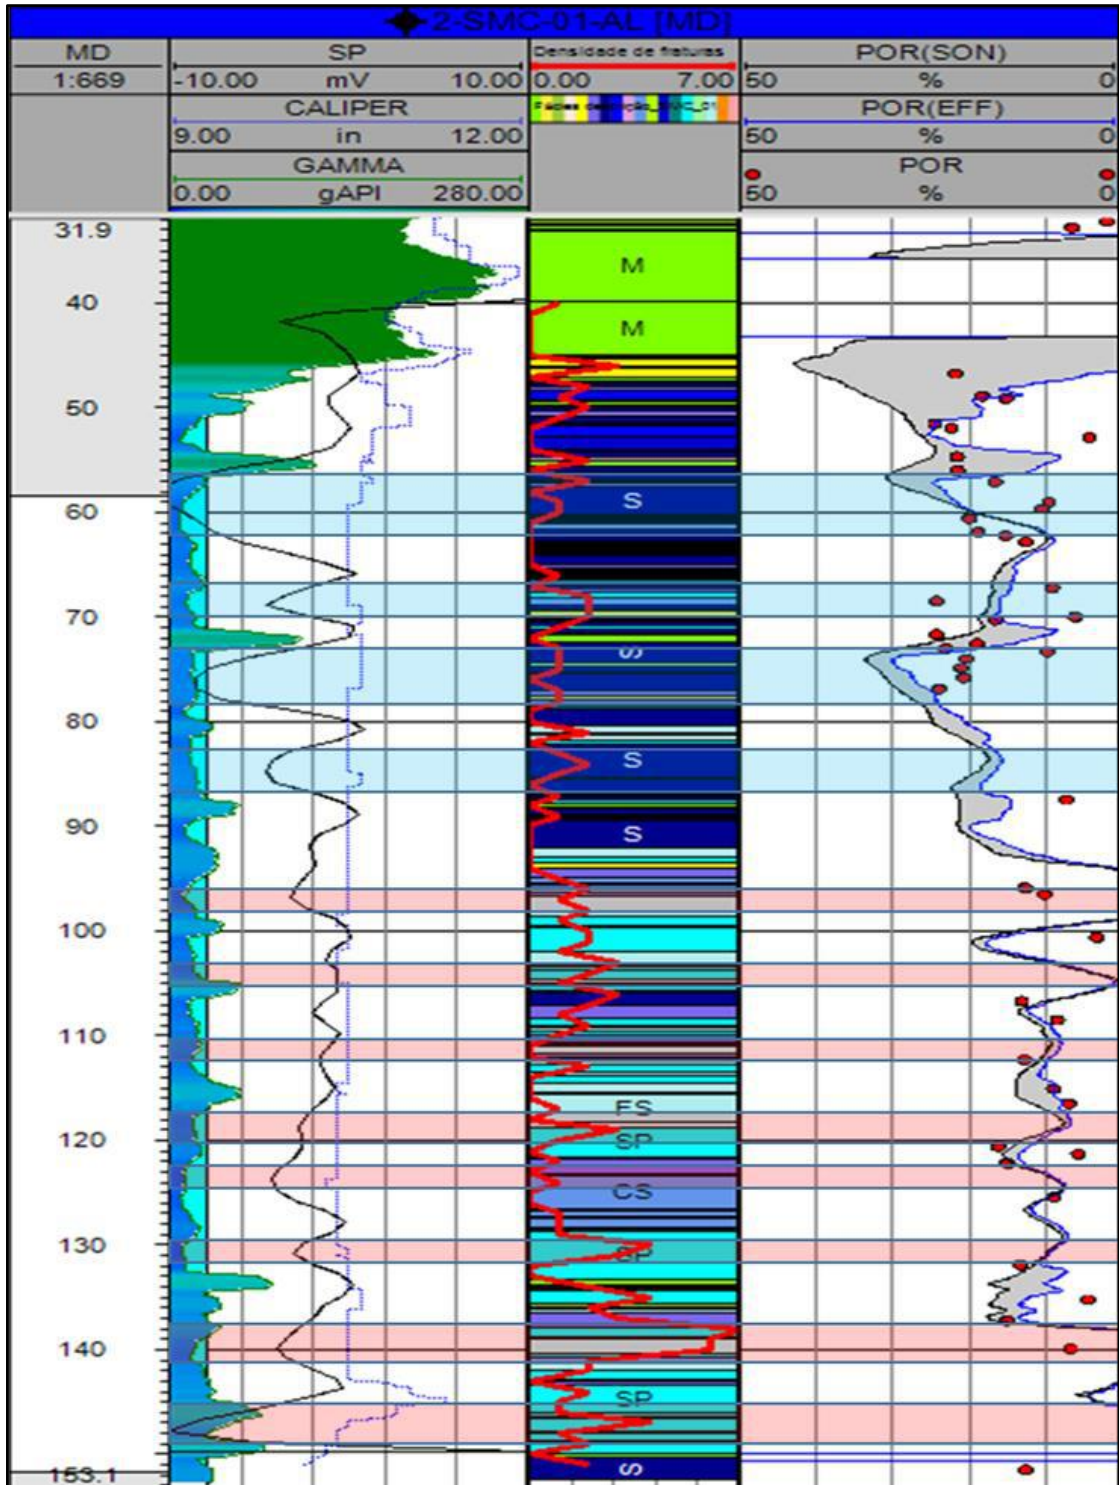 2-SMC-01-AL [MD]
MD SP Densidade de fraturas POR(SON)
1:669 -10.00 mV 10.00 0.00 7.00 50 % 0
CALIPER POR(EFF)
9.00 in 12.00 50 % 0
GAMMA POR
0.00 gAPI 280.00 50 % 0
31.9
M
40
M
50
S
60
70
S
80
S
90
S
100
110
FS
120
SP
CS
130
SP
140
SP
153.1
S